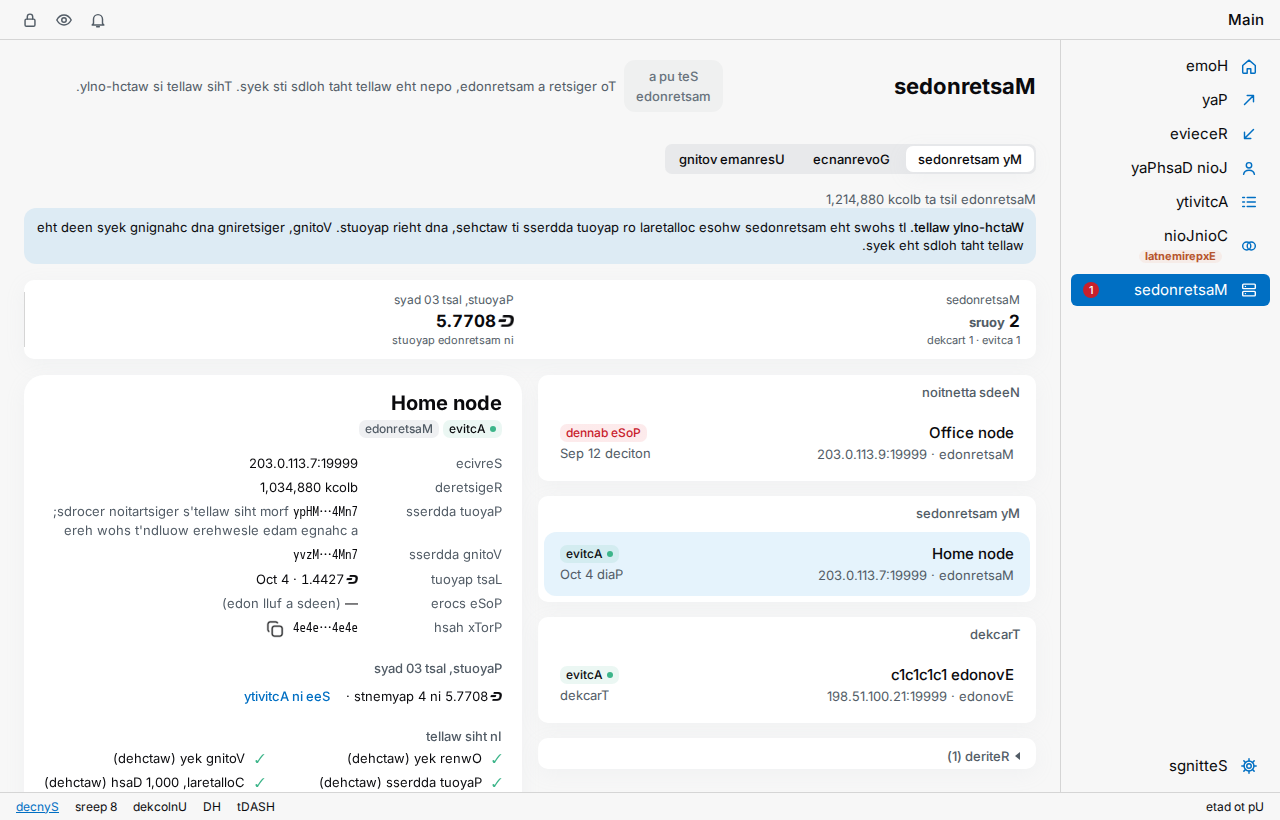 Main
emoH
yaP
evieceR
yaPhsaD nioJ
ytivitcA
nioJnioC
latnemirepxE
sedonretsaM
1
sgnitteS
sedonretsaM
a pu teS
edonretsam
.ylno-hctaw si tellaw sihT .syek sti sdloh taht tellaw eht nepo ,edonretsam a retsiger oT
sedonretsam yM
ecnanrevoG
gnitov emanresU
1,214,880 kcolb ta tsil edonretsaM
eht deen syek gnignahc dna gniretsiger ,gnitoV .stuoyap rieht dna ,sehctaw ti sserdda tuoyap ro laretalloc esohw sedonretsam eht swohs tI .tellaw ylno-hctaW
.syek eht sdloh taht tellaw
sedonretsaM
sruoy 2
dekcart 1 · evitca 1
syad 03 tsal ,stuoyaP
5.7708
stuoyap edonretsam ni
noitnetta sdeeN
Office node
dennab eSoP
203.0.113.9:19999 · edonretsaM
Sep 12 deciton
sedonretsam yM
Home node
evitcA
203.0.113.7:19999 · edonretsaM
Oct 4 diaP
dekcarT
c1c1c1c1 edonovE
evitcA
198.51.100.21:19999 · edonovE
dekcarT
(1) deriteR
Home node
edonretsaM
evitcA
203.0.113.7:19999
ecivreS
1,034,880 kcolb
deretsigeR
;sdrocer noitartsiger s'tellaw siht morf ypHM⋯4Mn7
sserdda tuoyaP
ereh wohs t'ndluow erehwesle edam egnahc a
yvzM⋯4Mn7
sserdda gnitoV
Oct 4 · 1.4427
tuoyap tsaL
(edon lluf a sdeen) —
erocs eSoP
4e4e⋯4e4e
hsah xTorP
syad 03 tsal ,stuoyaP
ytivitcA ni eeS · stnemyap 4 ni 5.7708
tellaw siht nI
(dehctaw) yek renwO ✓
(dehctaw) yek gnitoV ✓
(dehctaw) sserdda tuoyaP ✓
(dehctaw) hsaD 1,000 ,laretalloC ✓
decnyS
sreep 8
dekcolnU
DH
tDASH
etad ot pU